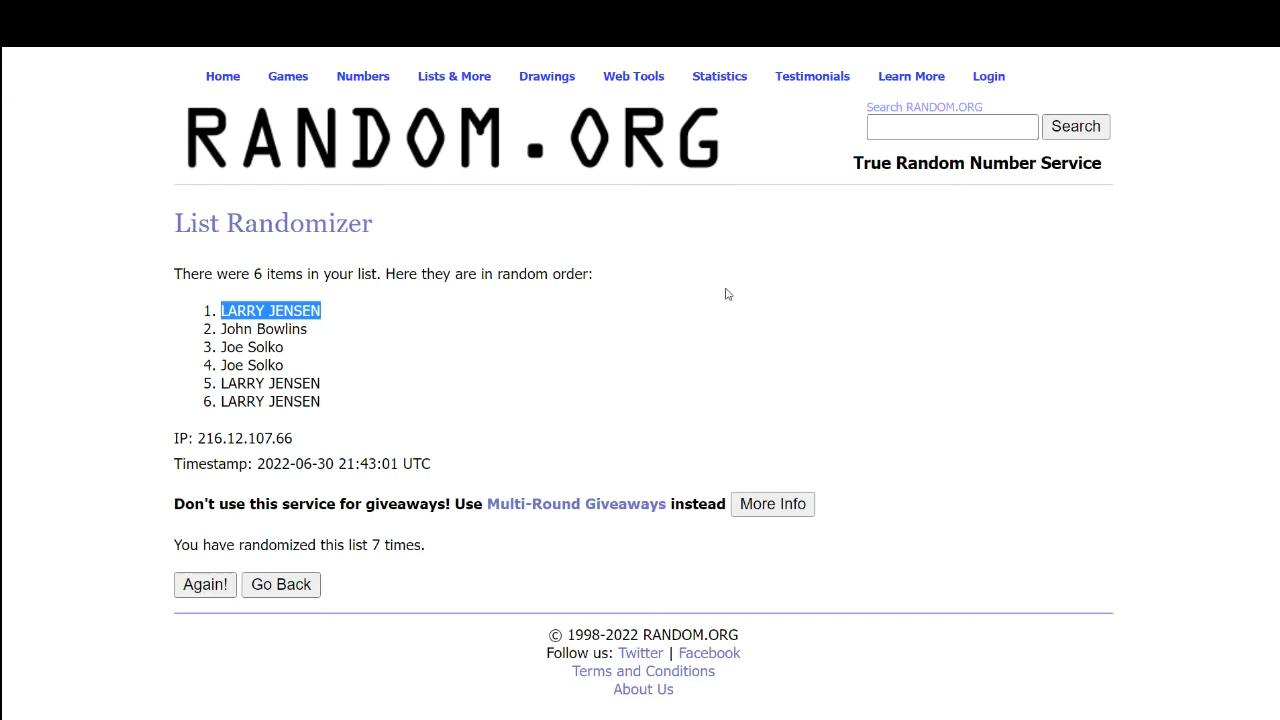 Home Games Numbers Lists & More Drawings Web Tools Statistics Testimonials Learn More Login
RANDOM.ORG
Search RANDOM.ORG
Search
True Random Number Service
List Randomizer
There were 6 items in your list. Here they are in random order:
1. LARRY JENSEN
2. John Bowlins
3. Joe Solko
4. Joe Solko
5. LARRY JENSEN
6. LARRY JENSEN
IP: 216.12.107.66
Timestamp: 2022-06-30 21:43:01 UTC
Don't use this service for giveaways! Use Multi-Round Giveaways instead More Info
You have randomized this list 7 times.
Again! Go Back
© 1998-2022 RANDOM.ORG
Follow us: Twitter | Facebook
Terms and Conditions
About Us